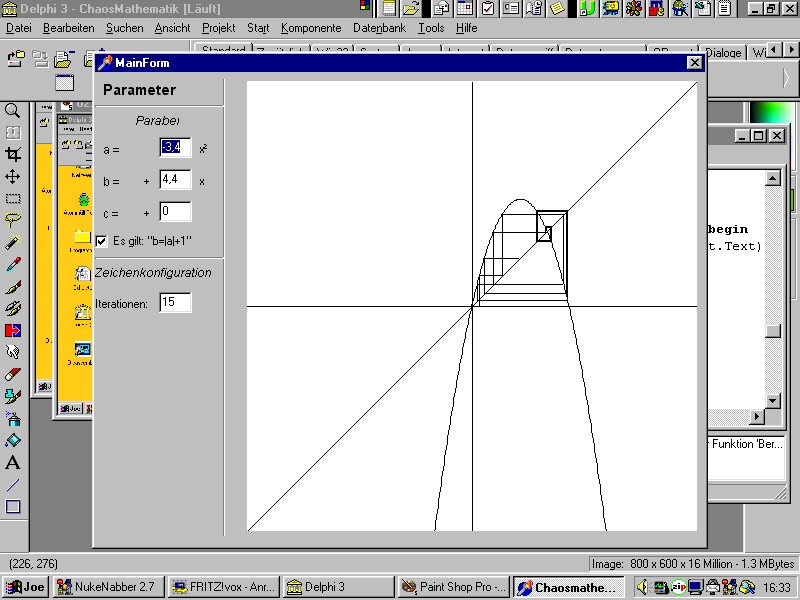 Delphi 3 - ChaosMathematik [Läuft]
Datei Bearbeiten Suchen Ansicht Projekt Start Komponente Datenbank Tools Hilfe
Standard Dialoge
MainForm
Parameter
Parabel
a = -3,4 x²
b = + 4,4 x
c = + 0
Es gilt: "b=|a|+1"
Zeichenkonfiguration
Iterationen: 15
begin
t.Text)
Funktion 'Ber...
(226, 276)
Image: 800 x 600 x 16 Million - 1.3 MBytes
Joe NukeNabber 2.7 FRITZ!vox - Anr... Delphi 3 Paint Shop Pro -... Chaosmathe... 16:33